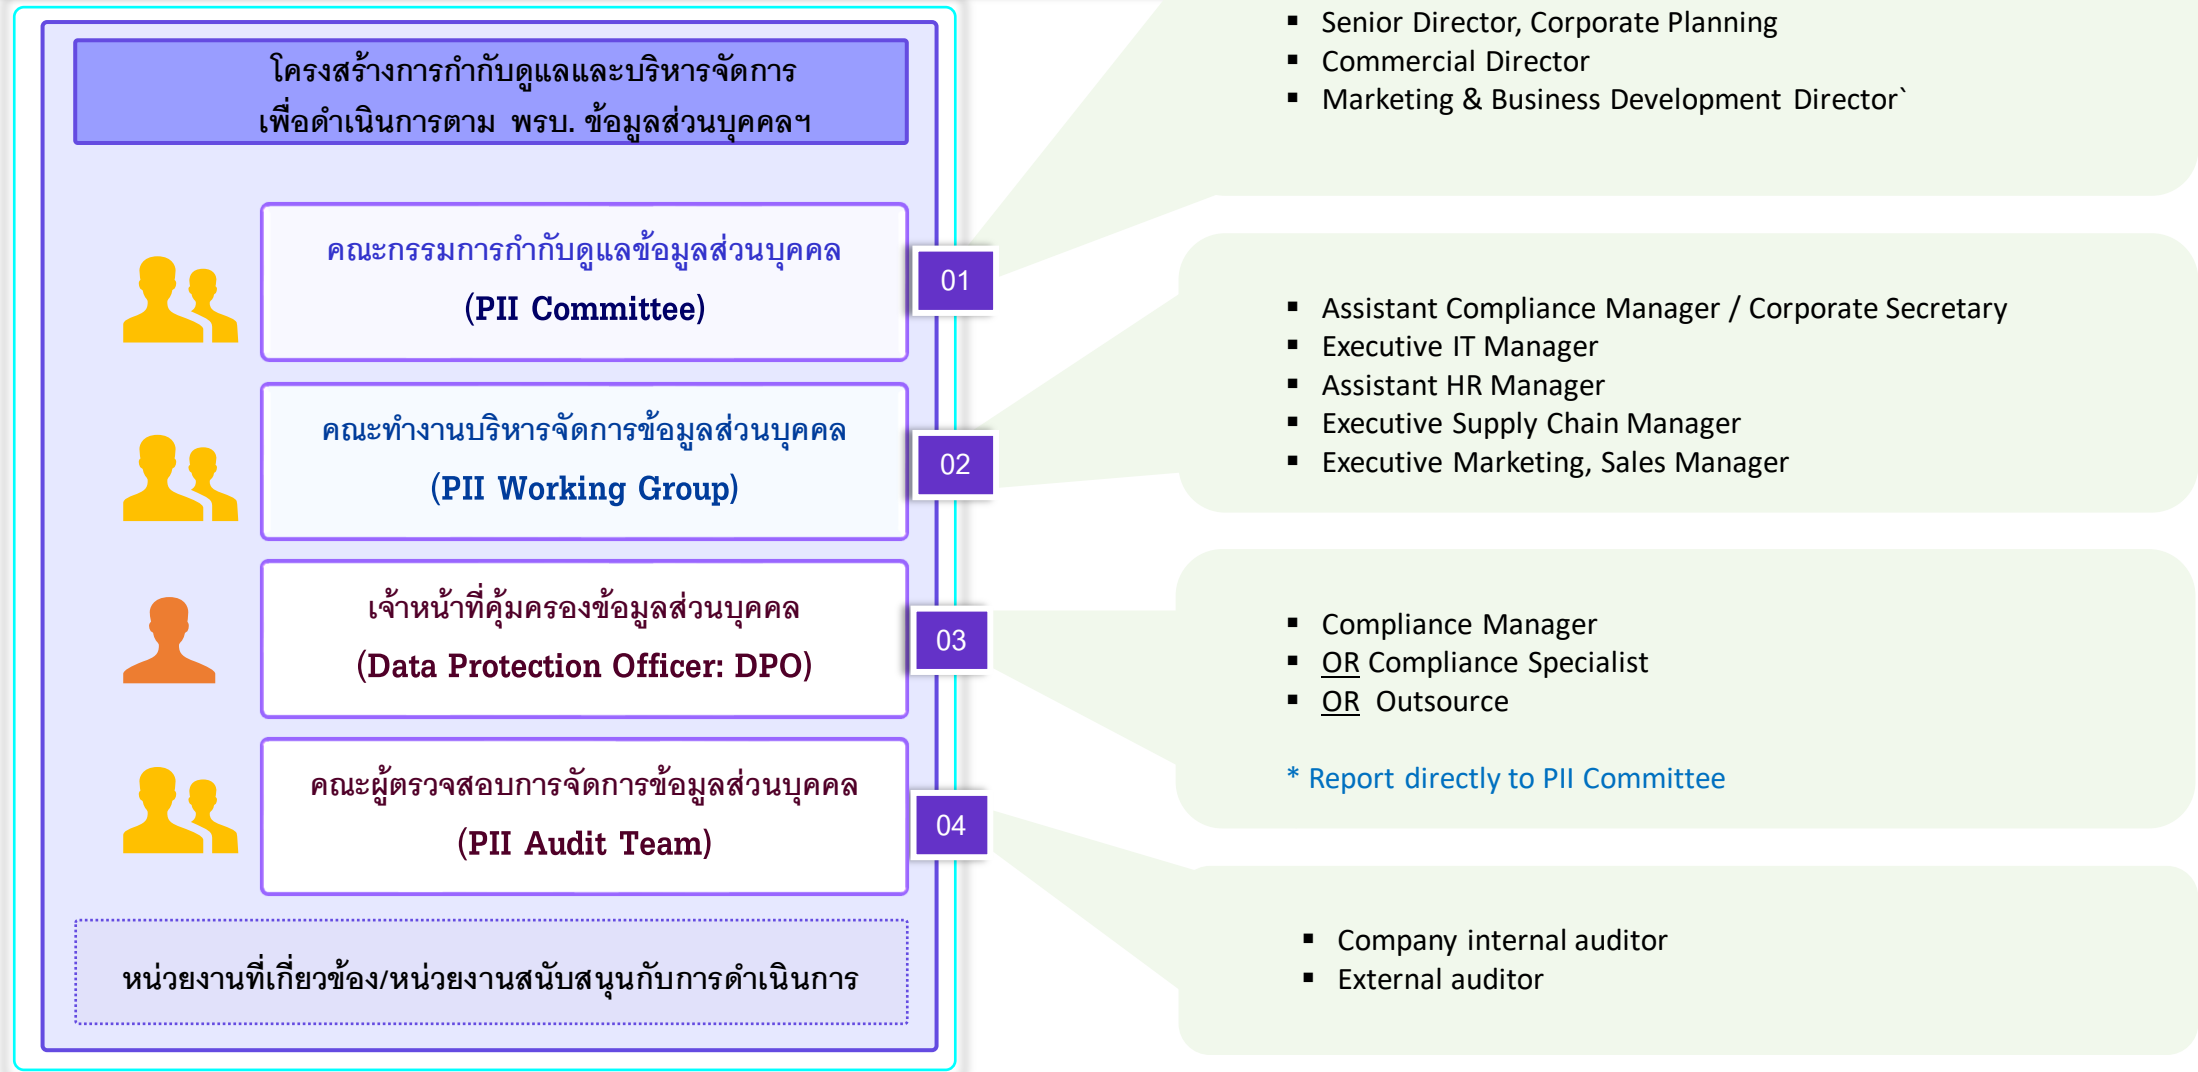 โครงสร้างการกำกับดูแลและบริหารจัดการ
เพื่อดำเนินการตาม พรบ. ข้อมูลส่วนบุคคลฯ
คณะกรรมการกำกับดูแลข้อมูลส่วนบุคคล
(PII Committee)
01
▪ Senior Director, Corporate Planning
▪ Commercial Director
▪ Marketing & Business Development Director`
คณะทำงานบริหารจัดการข้อมูลส่วนบุคคล
(PII Working Group)
02
▪ Assistant Compliance Manager / Corporate Secretary
▪ Executive IT Manager
▪ Assistant HR Manager
▪ Executive Supply Chain Manager
▪ Executive Marketing, Sales Manager
เจ้าหน้าที่คุ้มครองข้อมูลส่วนบุคคล
(Data Protection Officer: DPO)
03
▪ Compliance Manager
▪ OR Compliance Specialist
▪ OR Outsource
* Report directly to PII Committee
คณะผู้ตรวจสอบการจัดการข้อมูลส่วนบุคคล
(PII Audit Team)
04
▪ Company internal auditor
▪ External auditor
หน่วยงานที่เกี่ยวข้อง/หน่วยงานสนับสนุนกับการดำเนินการ